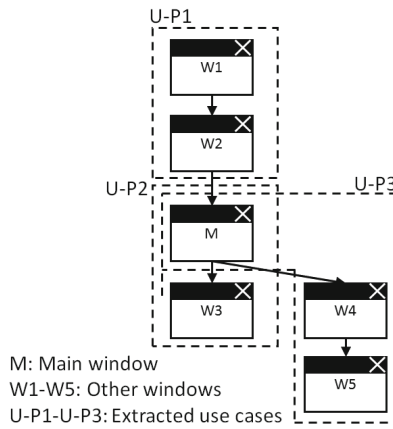 U-P1
W1
W2
U-P2
U-P3
M
W3
W4
W5
M: Main window
W1-W5: Other windows
U-P1-U-P3: Extracted use cases